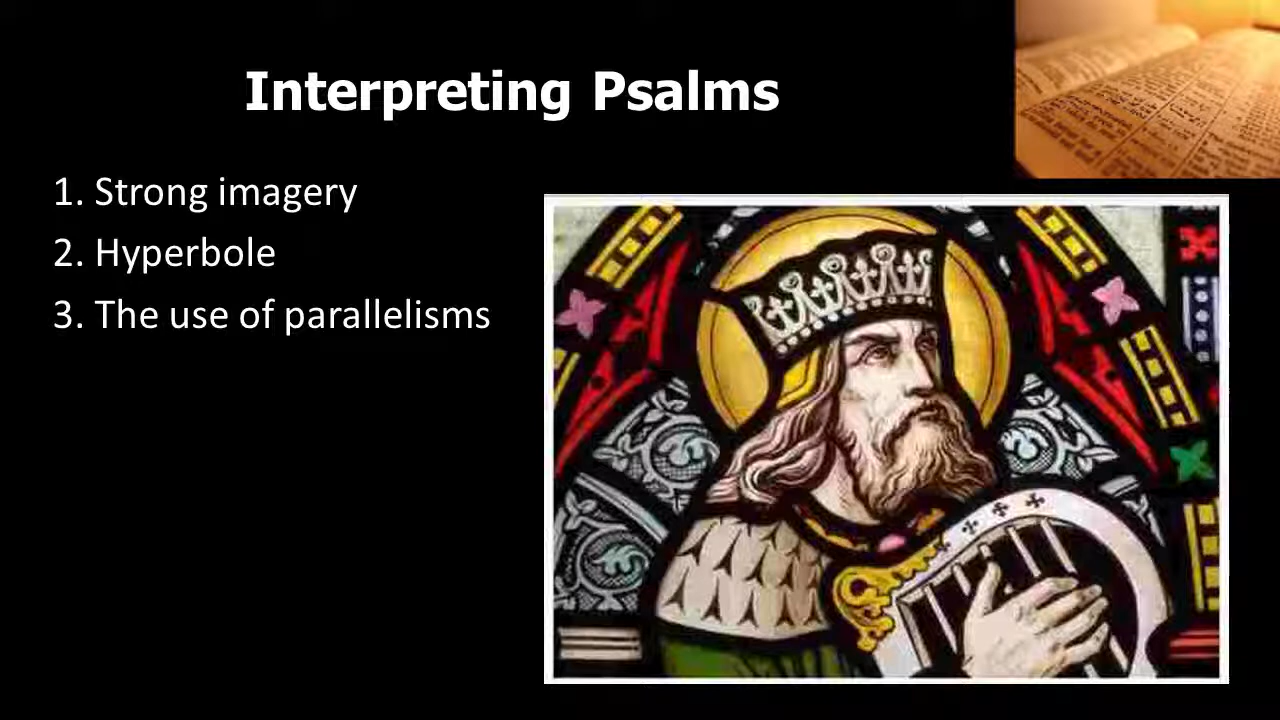 Interpreting Psalms
1. Strong imagery
2. Hyperbole
3. The use of parallelisms